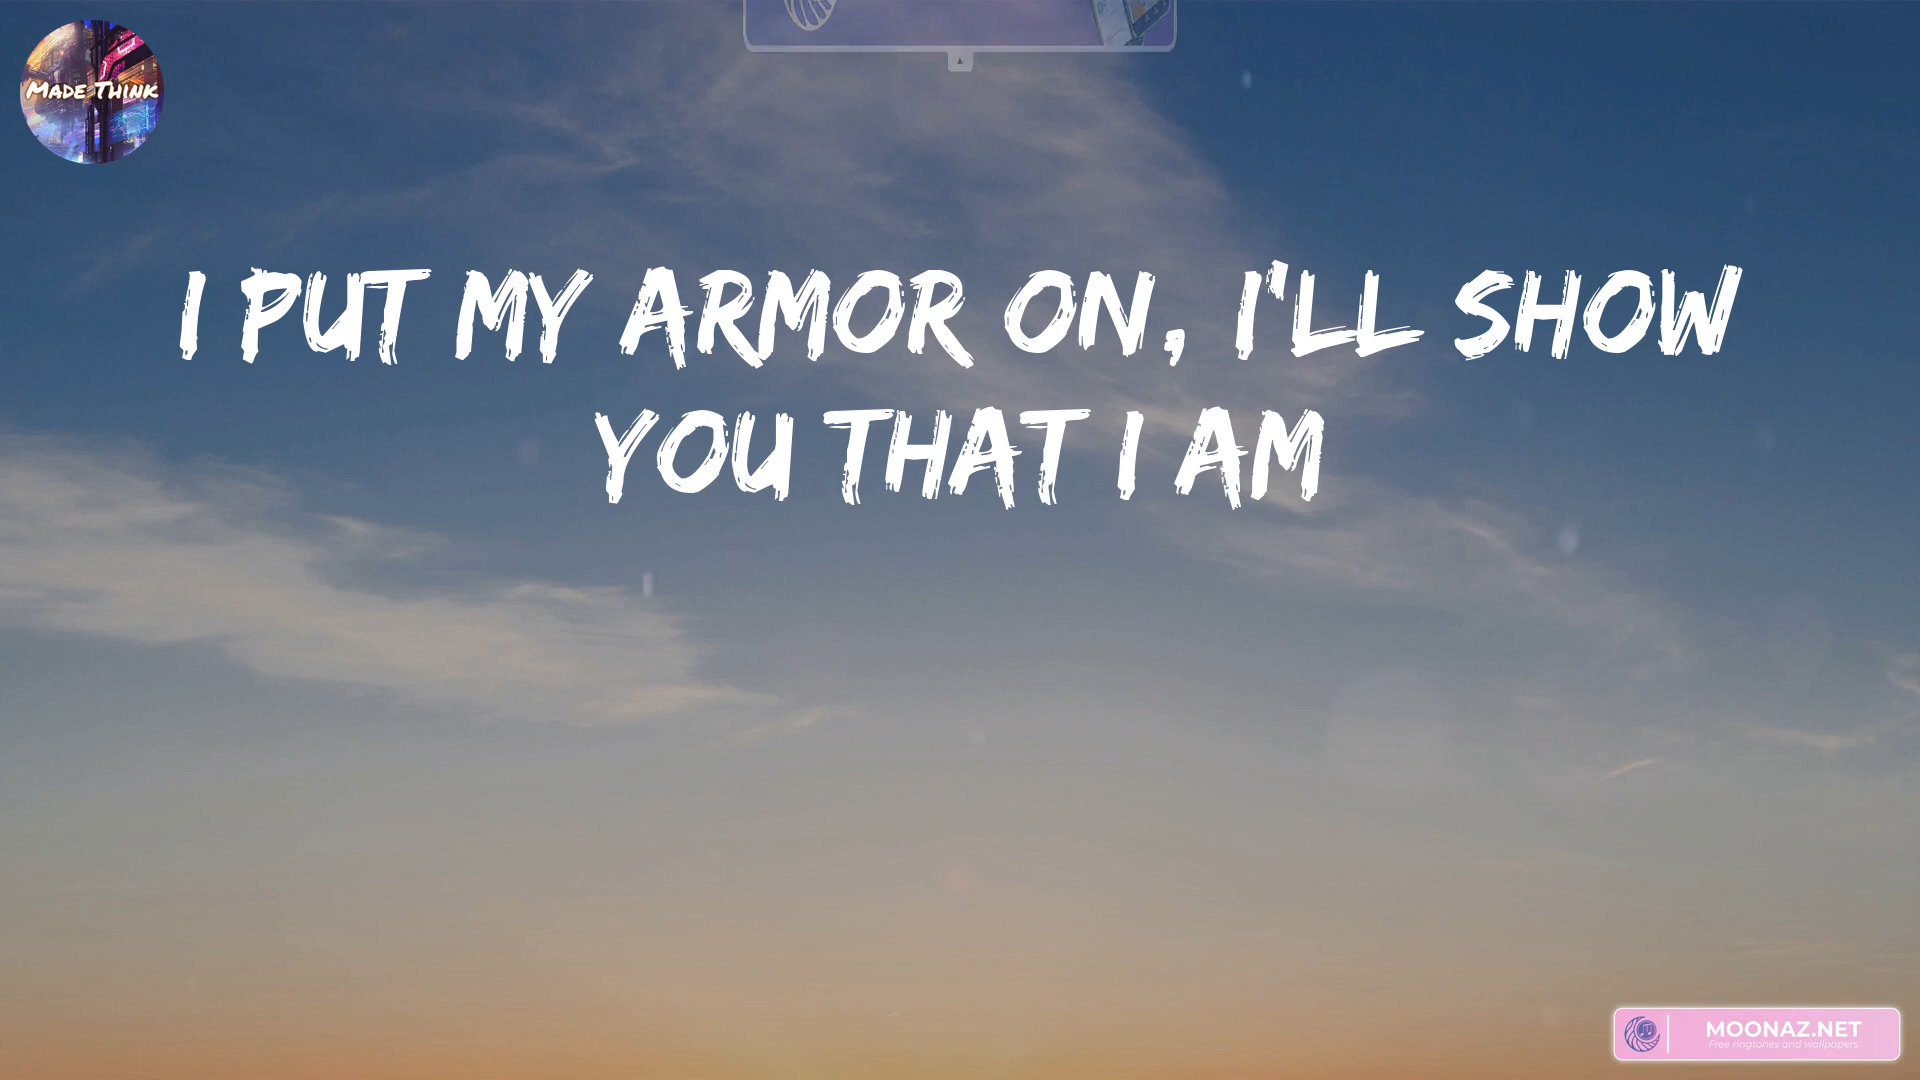 Made Think
I PUT MY ARMOR ON, I'LL SHOW
YOU THAT I AM
MOONAZ.NET
Free ringtones and wallpapers